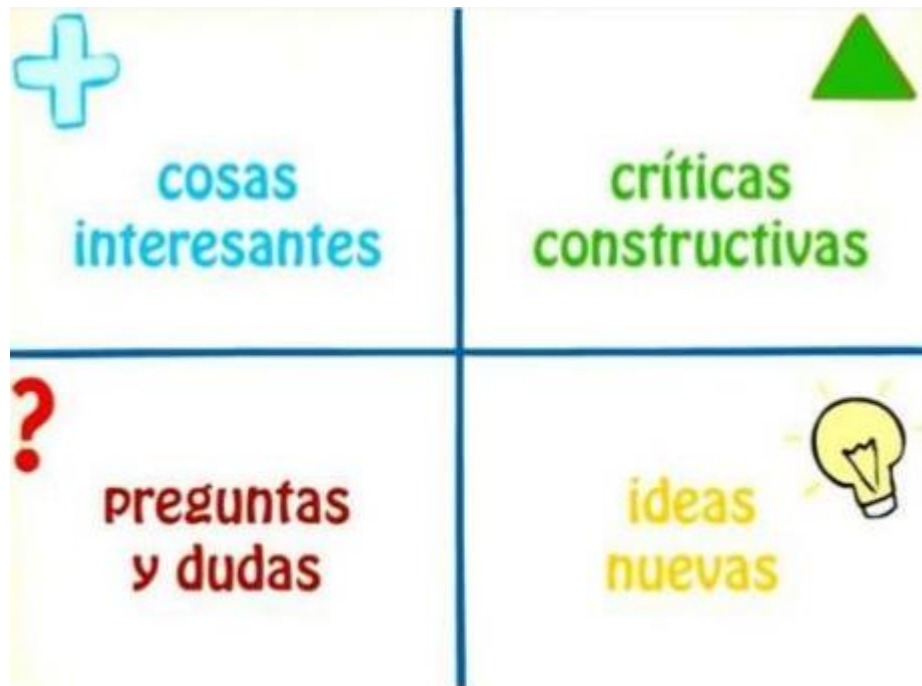 cosas
interesantes
críticas
constructivas
?
preguntas
y dudas
ideas
nuevas